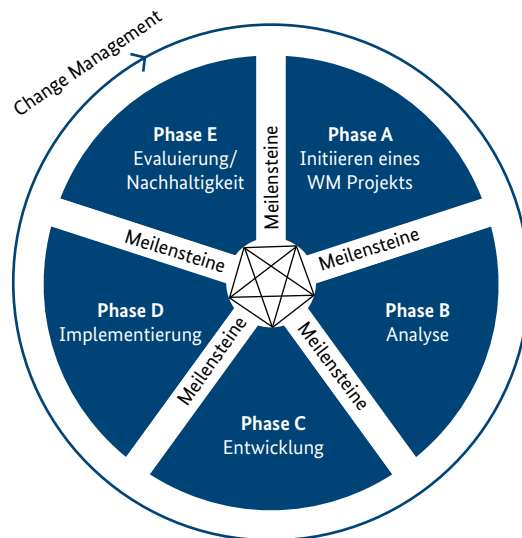 Change Management
Phase E
Evaluierung/
Nachhaltigkeit
Meilensteine
Phase A
Initiieren eines
WM Projekts
Meilensteine
Meilensteine
Phase D
Implementierung
Phase B
Analyse
Meilensteine
Meilensteine
Phase C
Entwicklung